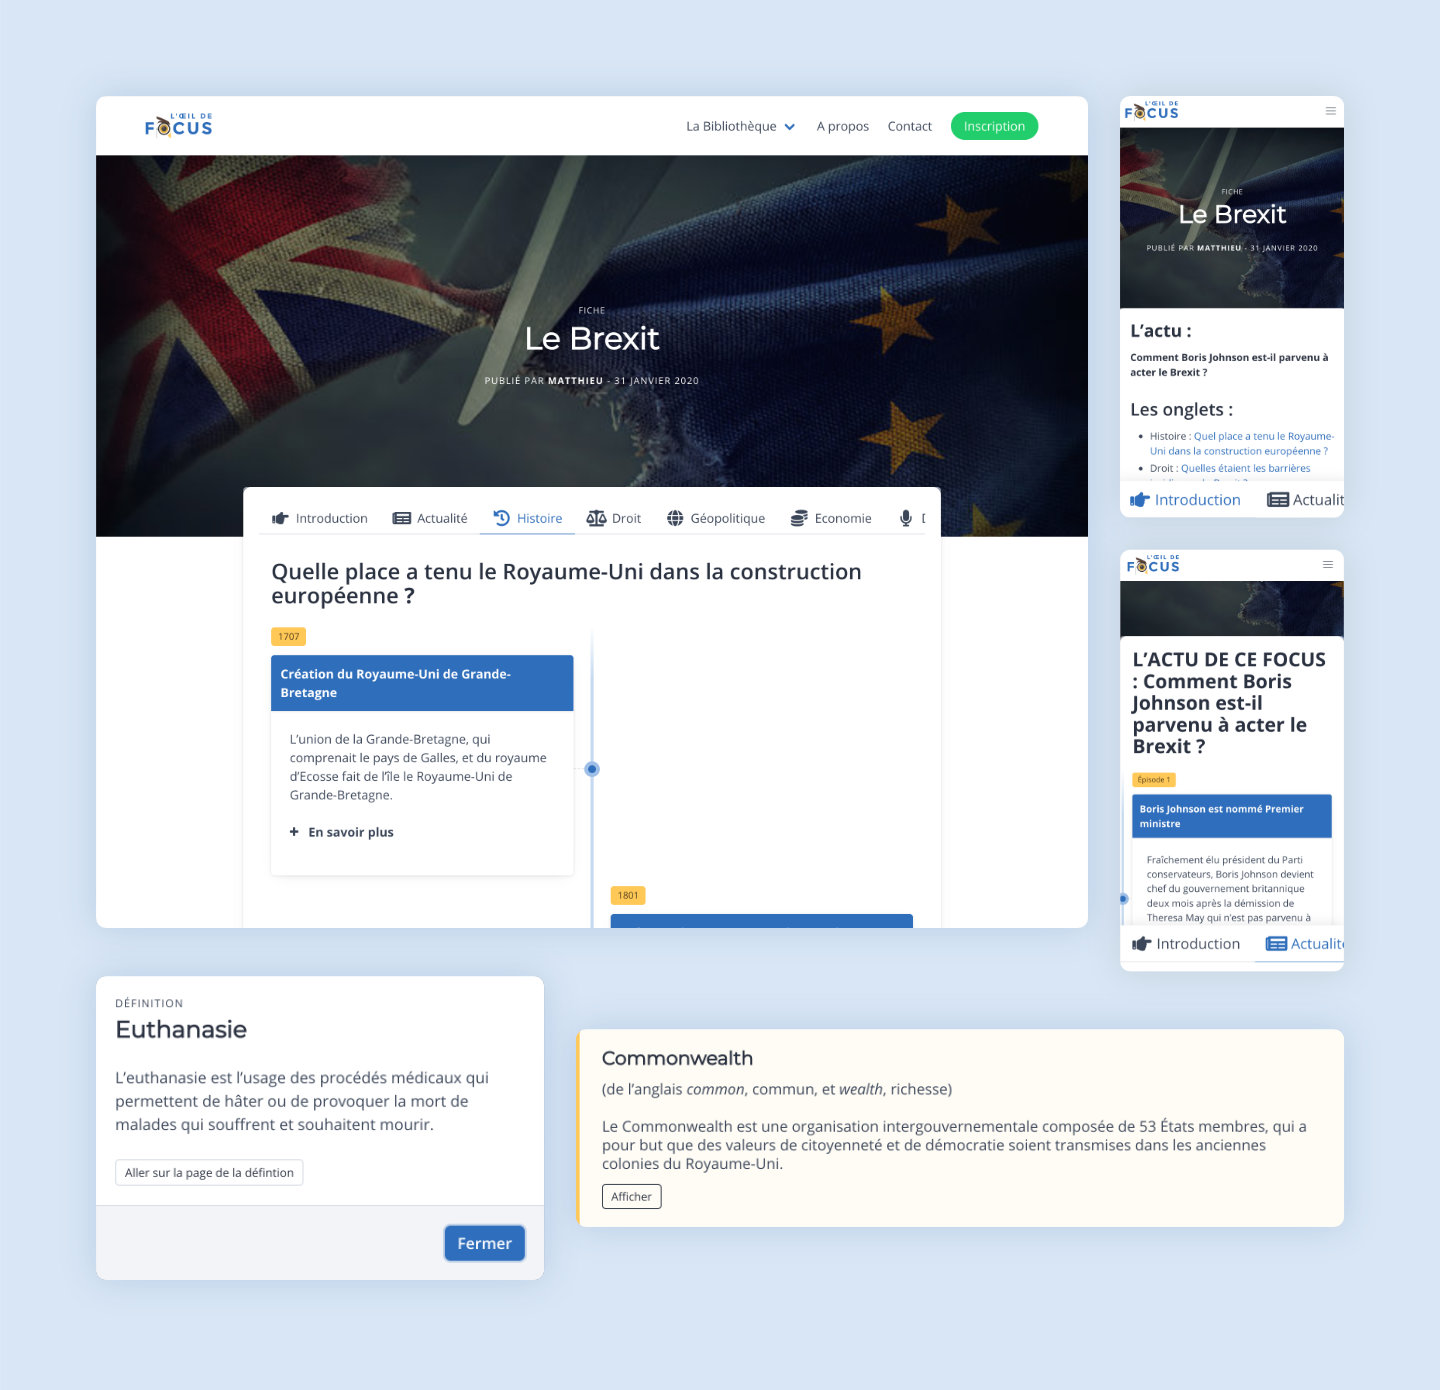 L'ŒIL DE
FOCUS
La Bibliothèque
A propos
Contact
Inscription
FICHE
Le Brexit
PUBLIÉ PAR MATTHIEU - 31 JANVIER 2020
Introduction
Actualité
Histoire
Droit
Géopolitique
Economie
Quelle place a tenu le Royaume-Uni dans la construction
européenne ?
1707
Création du Royaume-Uni de Grande-
Bretagne
L'union de la Grande-Bretagne, qui
comprenait le pays de Galles, et du royaume
d'Ecosse fait de l'île le Royaume-Uni de
Grande-Bretagne.
+ En savoir plus
1801
L'ŒIL DE
FOCUS
FICHE
Le Brexit
PUBLIÉ PAR MATTHIEU - 31 JANVIER 2020
L'actu :
Comment Boris Johnson est-il parvenu à
acter le Brexit ?
Les onglets :
• Histoire : Quel place a tenu le Royaume-
Uni dans la construction européenne ?
• Droit : Quelles étaient les barrières
Introduction
Actualit
L'ŒIL DE
FOCUS
L'ACTU DE CE FOCUS
: Comment Boris
Johnson est-il
parvenu à acter le
Brexit ?
Épisode 1
Boris Johnson est nommé Premier
ministre
Fraîchement élu président du Parti
conservateurs, Boris Johnson devient
chef du gouvernement britannique
deux mois après la démission de
Theresa May qui n'est pas parvenu à
Introduction
Actualité
DÉFINITION
Euthanasie
L'euthanasie est l'usage des procédés médicaux qui
permettent de hâter ou de provoquer la mort de
malades qui souffrent et souhaitent mourir.
Aller sur la page de la défintion
Fermer
Commonwealth
(de l'anglais common, commun, et wealth, richesse)
Le Commonwealth est une organisation intergouvernementale composée de 53 États membres, qui a
pour but que des valeurs de citoyenneté et de démocratie soient transmises dans les anciennes
colonies du Royaume-Uni.
Afficher